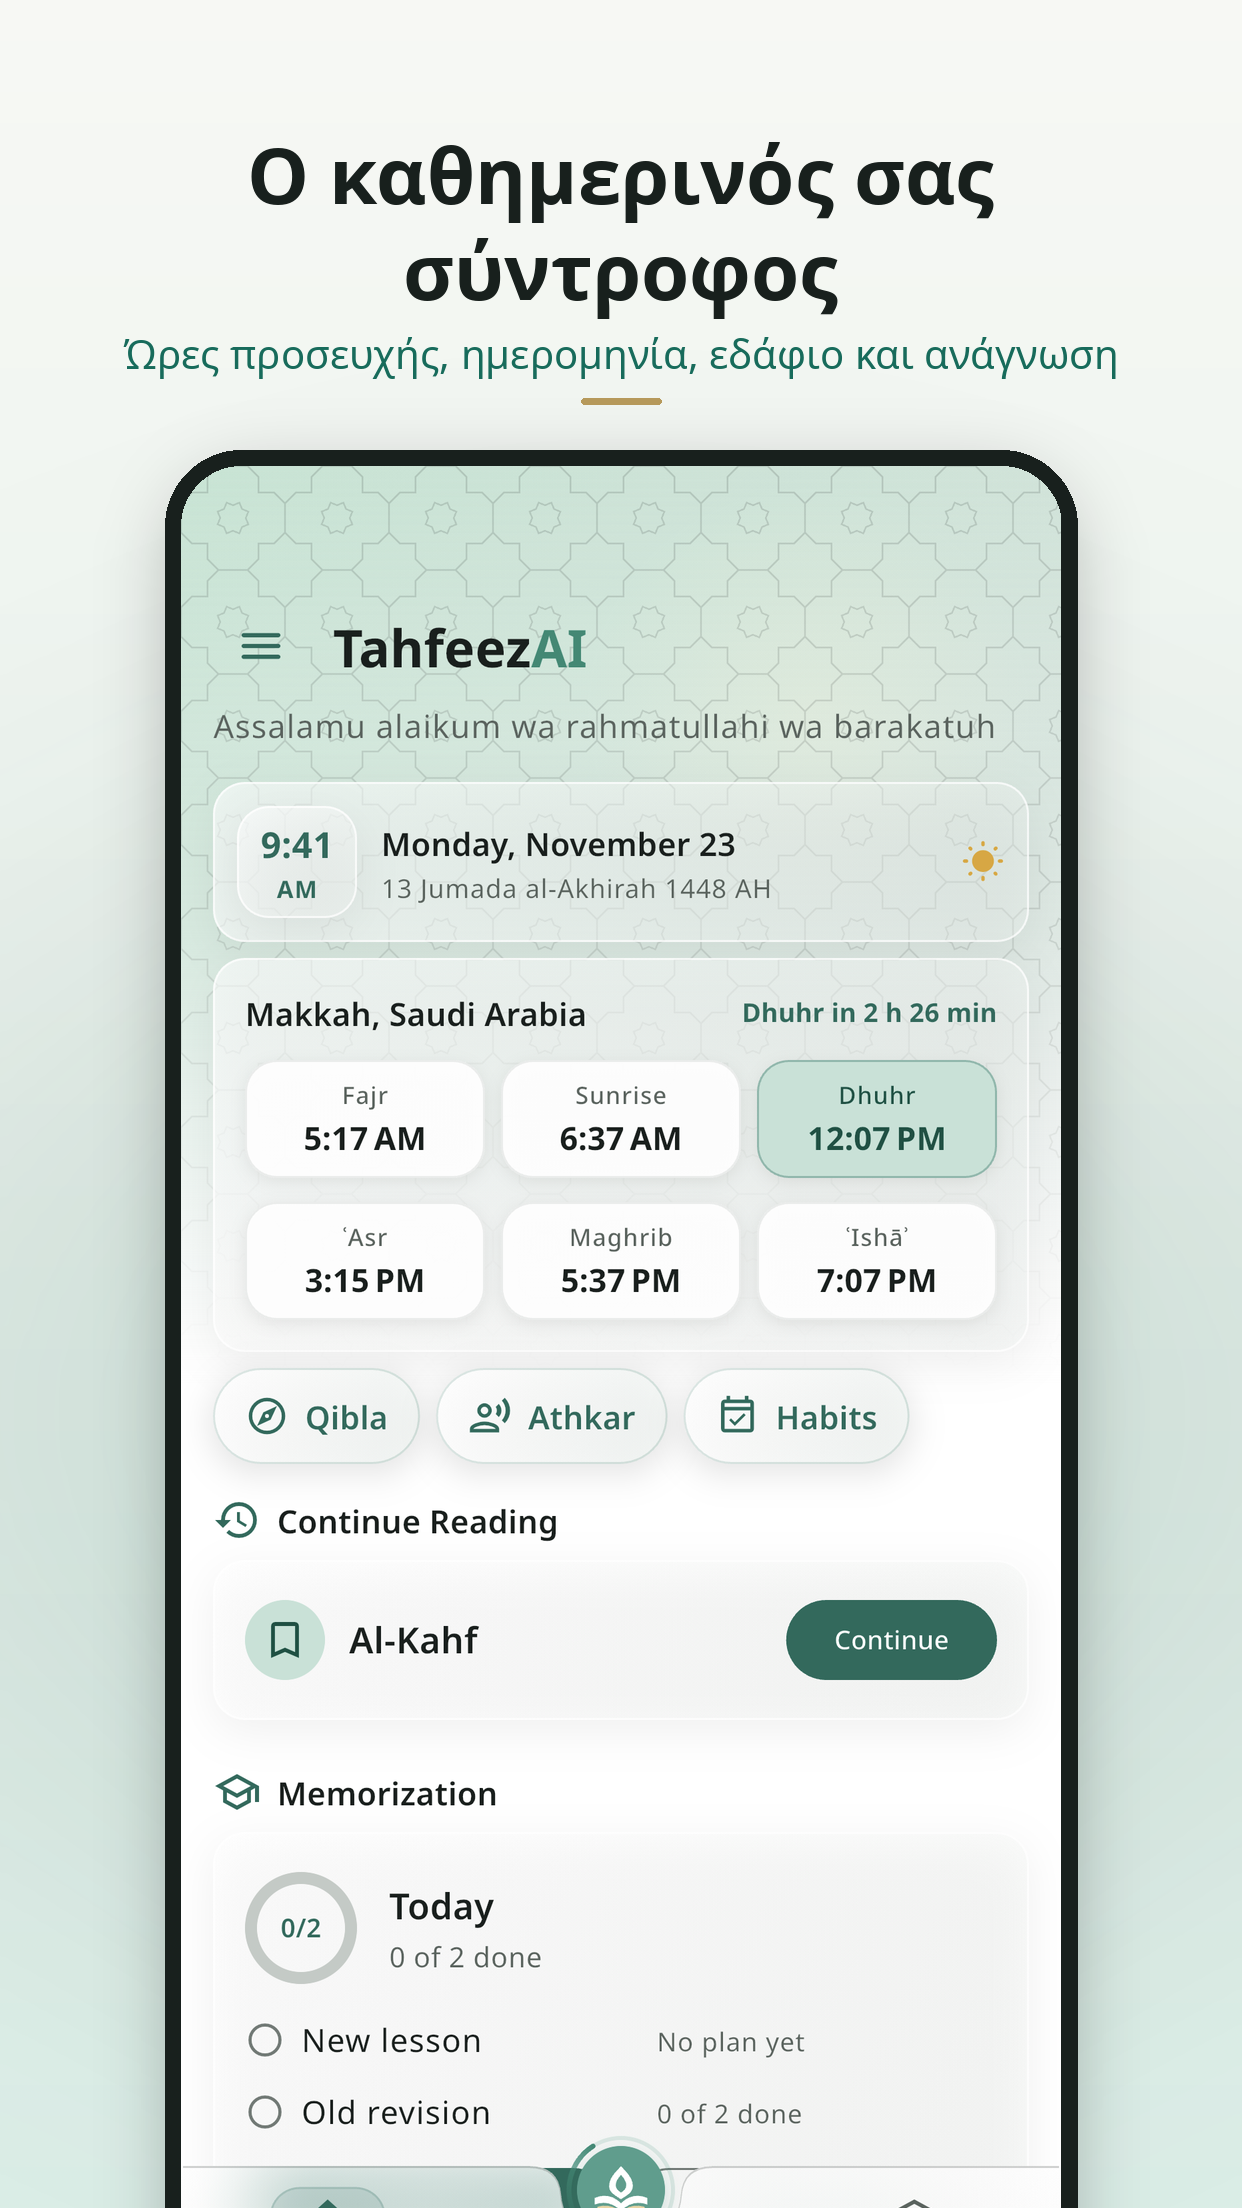 Ο καθημερινός σας
σύντροφος
Ώρες προσευχής, ημερομηνία, εδάφιο και ανάγνωση
TahfeezAI
Assalamu alaikum wa rahmatullahi wa barakatuh
9:41
AM
Monday, November 23
13 Jumada al-Akhirah 1448 AH
Makkah, Saudi Arabia
Dhuhr in 2 h 26 min
Fajr
5:17 AM
Sunrise
6:37 AM
Dhuhr
12:07 PM
ʿAsr
3:15 PM
Maghrib
5:37 PM
ʿIshāʾ
7:07 PM
Qibla
Athkar
Habits
Continue Reading
Al-Kahf
Continue
Memorization
0/2
Today
0 of 2 done
New lesson
No plan yet
Old revision
0 of 2 done